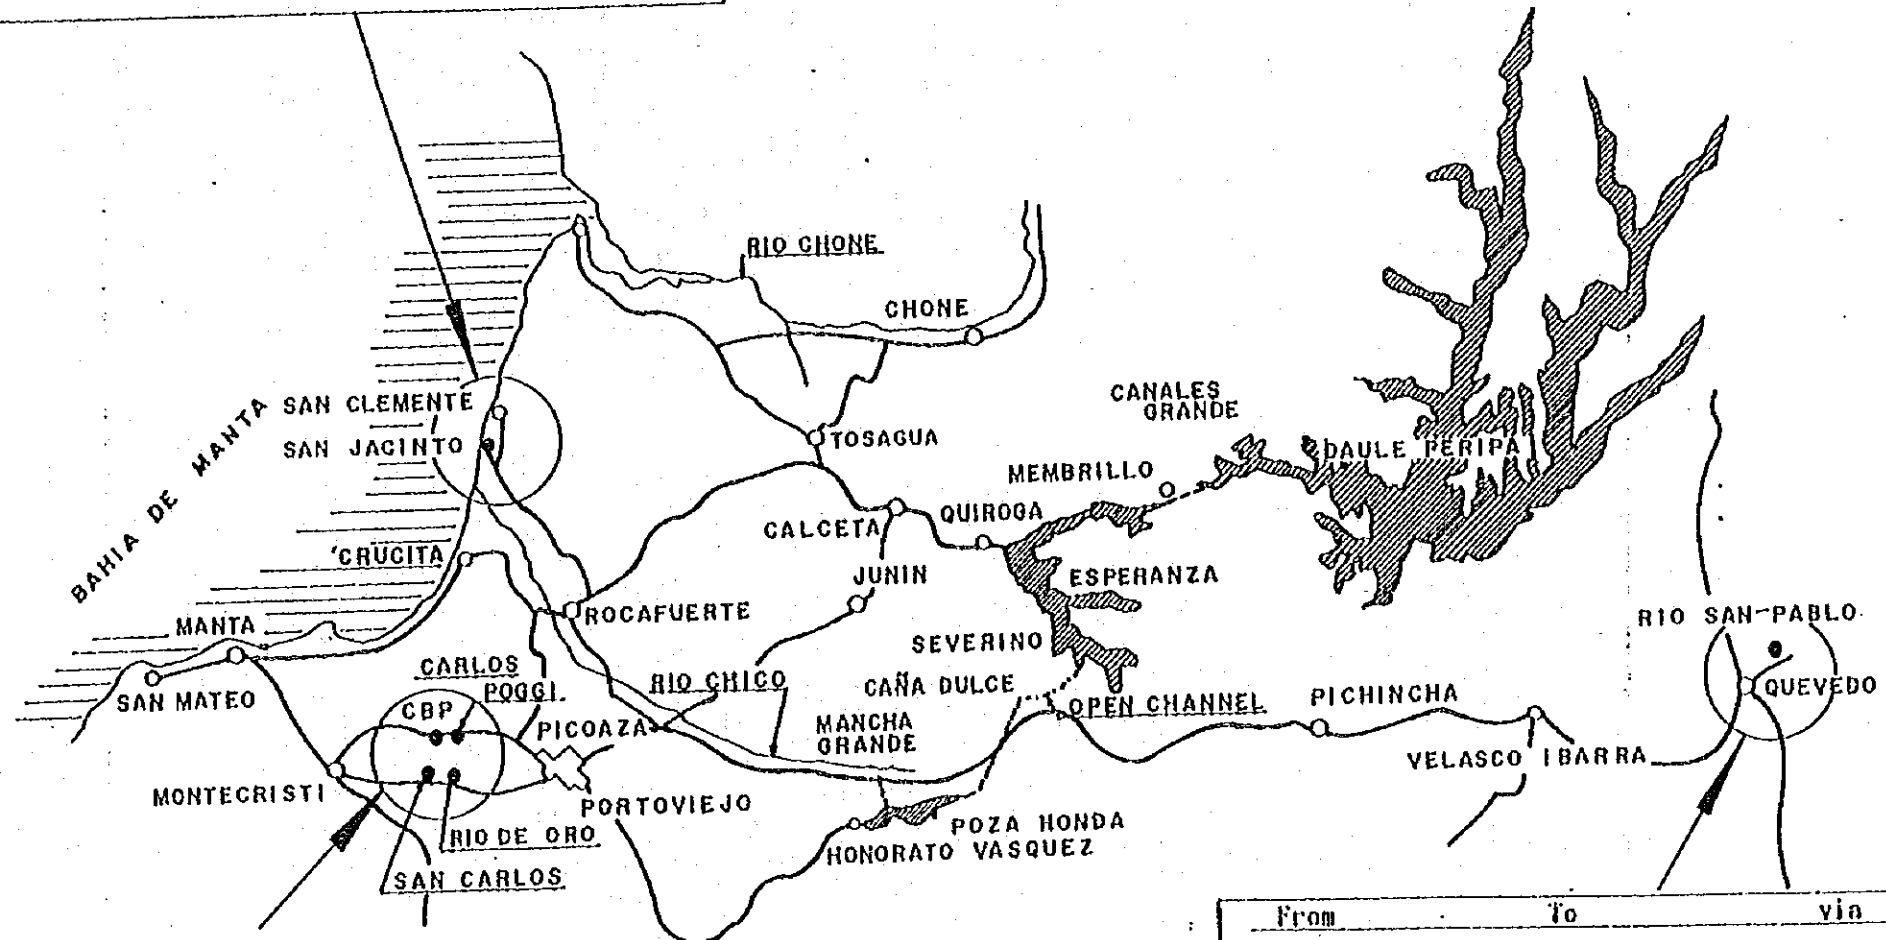 RIO CHONE
CHONE
SAN CLEMENTE
SAN JACINTO
BAHIA DE MANTA
CANALES
GRANDE
TOSAGUA
DAULE PERIPA
MEMBRILLO
CALCETA
QUIROGA
CRUCITA
JUNIN
ESPERANZA
ROCAFUERTE
MANTA
SEVERINO
RIO SAN-PABLO
CARLOS
POGGI
RIO CHICO
CAÑA DULCE
OPEN CHANNEL
PICHINCHA
QUEVEDO
SAN MATEO
CBP
PICOAZA
MANCHA
GRANDE
VELASCO IBARRA
MONTECRISTI
PORTOVIEJO
RIO DE ORO
POZA HONDA
HONORATO VASQUEZ
SAN CARLOS
From To via